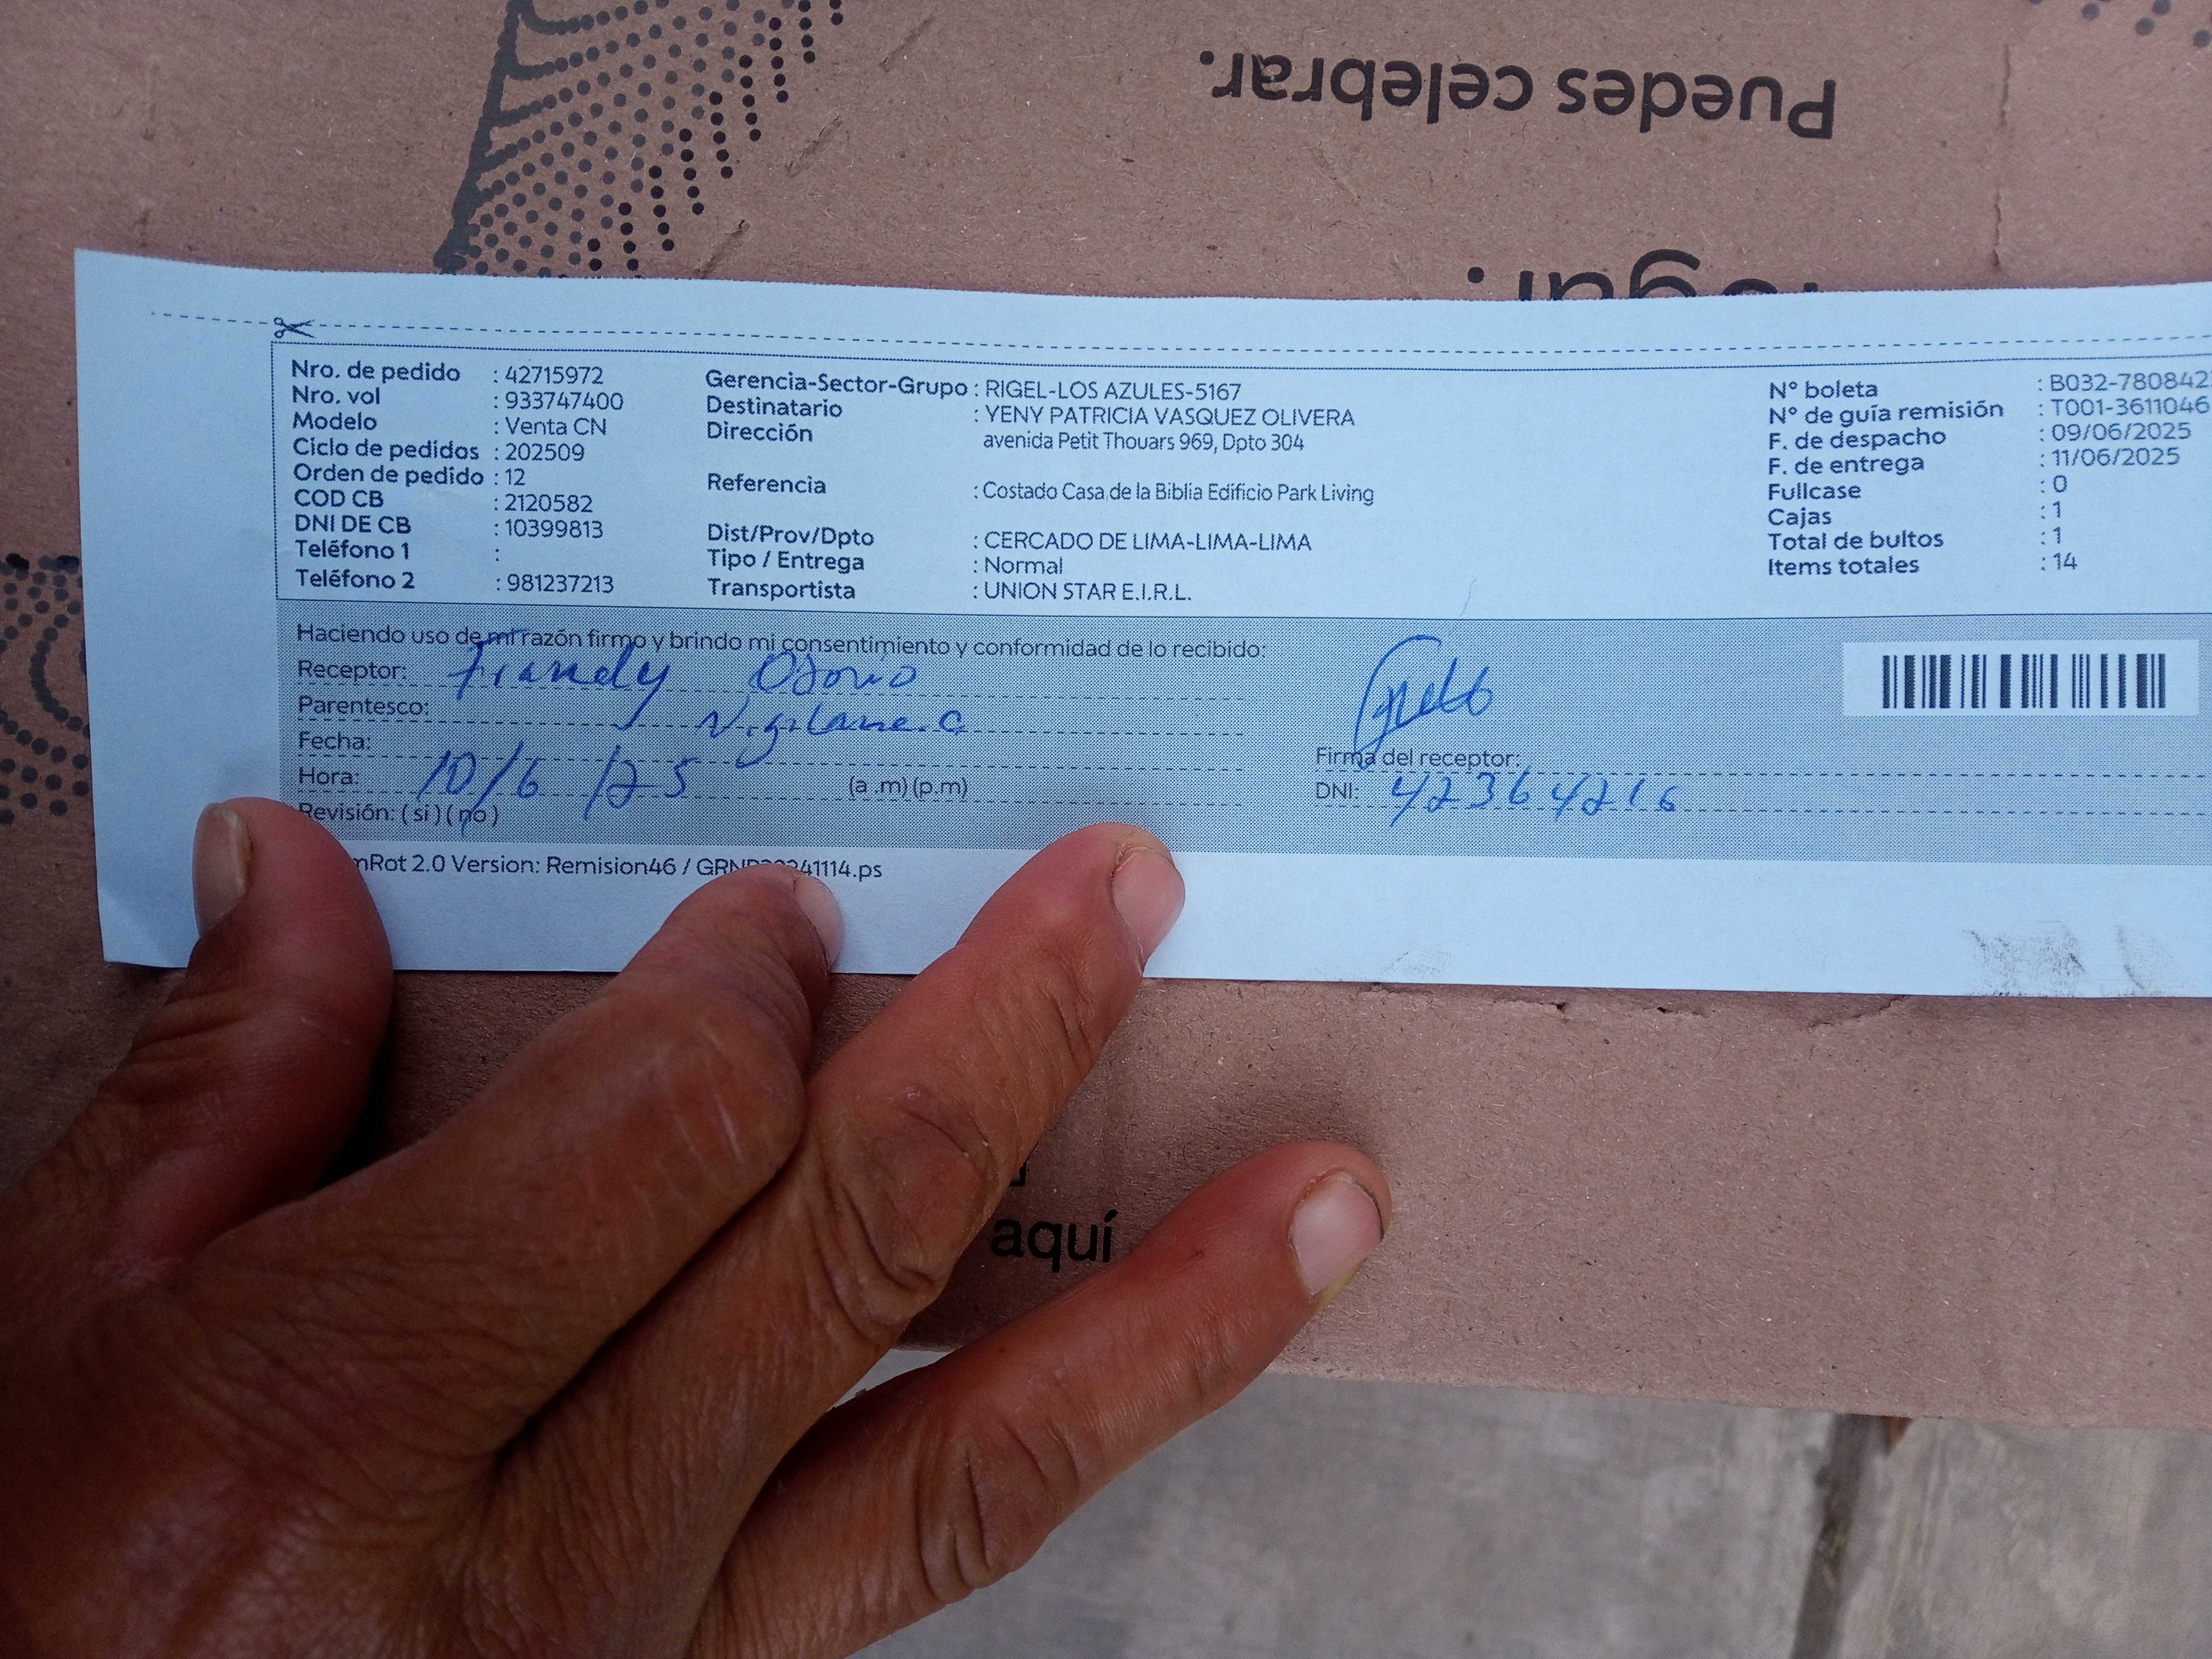 Puedes celebrar.
Nro. de pedido : 42715972
Nro. vol : 933747400
Modelo : Venta CN
Ciclo de pedidos : 202509
Orden de pedido : 12
COD CB : 2120582
DNI DE CB : 10399813
Teléfono 1 :
Teléfono 2 : 981237213
Gerencia-Sector-Grupo : RIGEL-LOS AZULES-5167
Destinatario : YENY PATRICIA VASQUEZ OLIVERA
Dirección avenida Petit Thouars 969, Dpto 304
Referencia : Costado Casa de la Biblia Edificio Park Living
Dist/Prov/Dpto : CERCADO DE LIMA-LIMA-LIMA
Tipo / Entrega : Normal
Transportista : UNION STAR E.I.R.L.
N° boleta : B032-780842
N° de guía remisión : T001-3611046
F. de despacho : 09/06/2025
F. de entrega : 11/06/2025
Fullcase : 0
Cajas : 1
Total de bultos : 1
Items totales : 14
Haciendo uso de mi razón firmo y brindo mi consentimiento y conformidad de lo recibido:
Receptor: Frandy Osorio
Parentesco: Vigilancia
Fecha:
Hora: 10/6/25 (a.m) (p.m)
Revisión: ( si ) ( no )
Firma del receptor:
DNI: 42364216
2.0 Version: Remision46 / 41114.ps
aquí